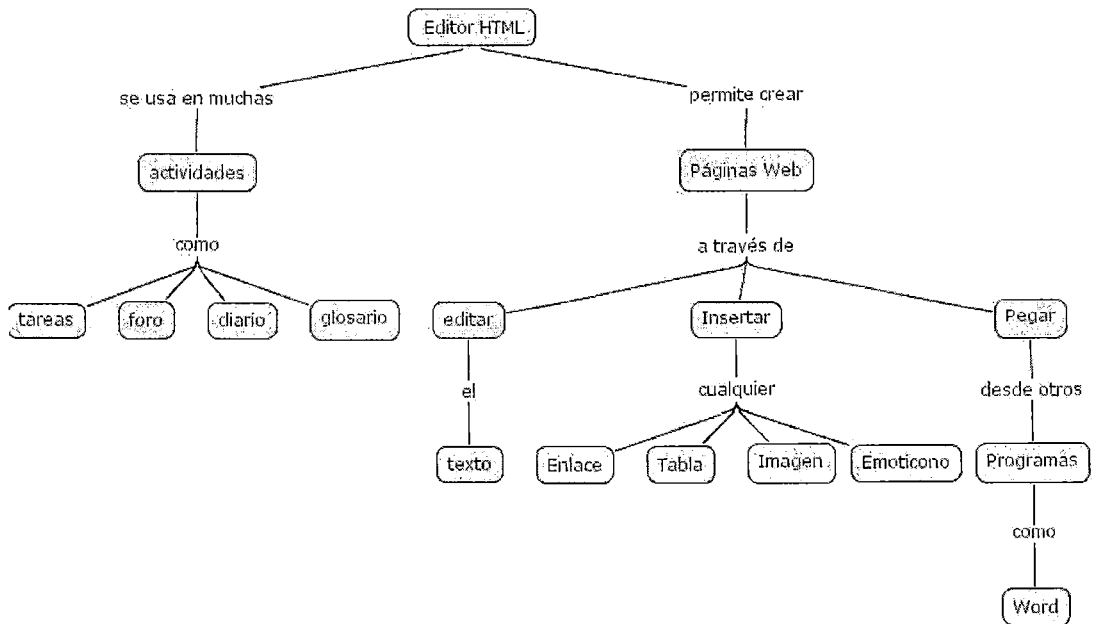 Editor HTML
se usa en muchas
permite crear
actividades
Páginas Web
como
a través de
tareas
foro
diario
glosario
editar
Insertar
Pegar
el
cualquier
desde otros
texto
Enlace
Tabla
Imagen
Emoticono
Programas
como
Word